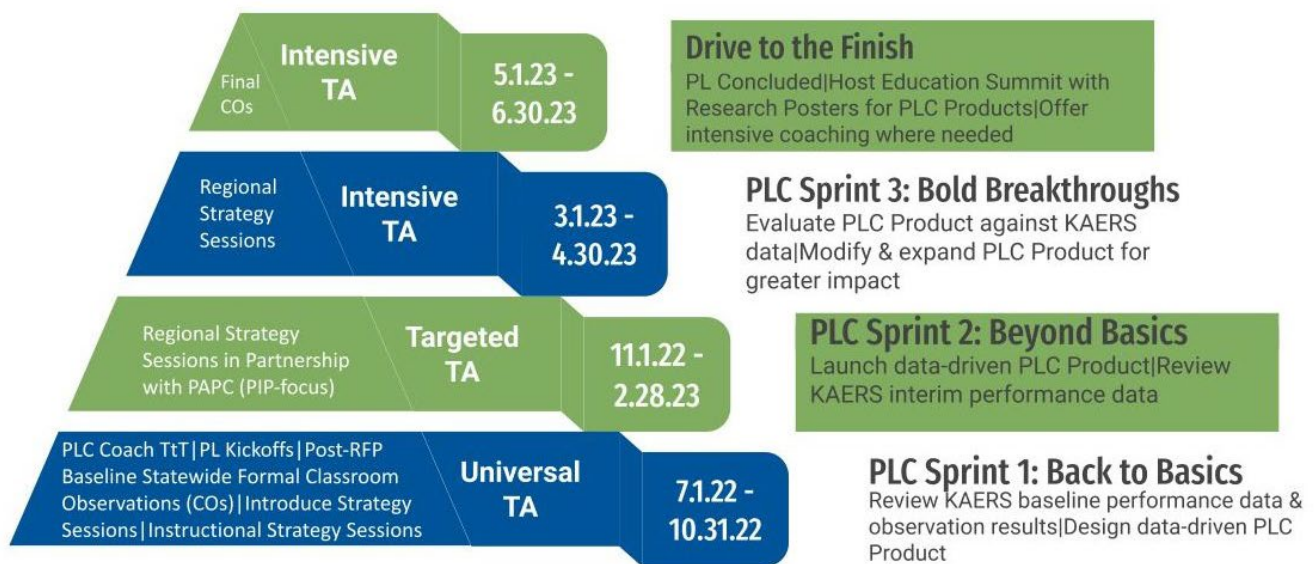 Final
COs
Intensive
TA
5.1.23 -
6.30.23
Drive to the Finish
PL Concluded|Host Education Summit with
Research Posters for PLC Products|Offer
intensive coaching where needed
Regional
Strategy
Sessions
Intensive
TA
3.1.23 -
4.30.23
PLC Sprint 3: Bold Breakthroughs
Evaluate PLC Product against KAERS
data|Modify & expand PLC Product for
greater impact
Regional Strategy
Sessions in Partnership
with PAPC (PIP-focus)
Targeted
TA
11.1.22 -
2.28.23
PLC Sprint 2: Beyond Basics
Launch data-driven PLC Product|Review
KAERS interim performance data
PLC Coach TtT|PL Kickoffs|Post-RFP
Baseline Statewide Formal Classroom
Observations (COs)|Introduce Strategy
Sessions|Instructional Strategy Sessions
Universal
TA
7.1.22 -
10.31.22
PLC Sprint 1: Back to Basics
Review KAERS baseline performance data &
observation results|Design data-driven PLC
Product